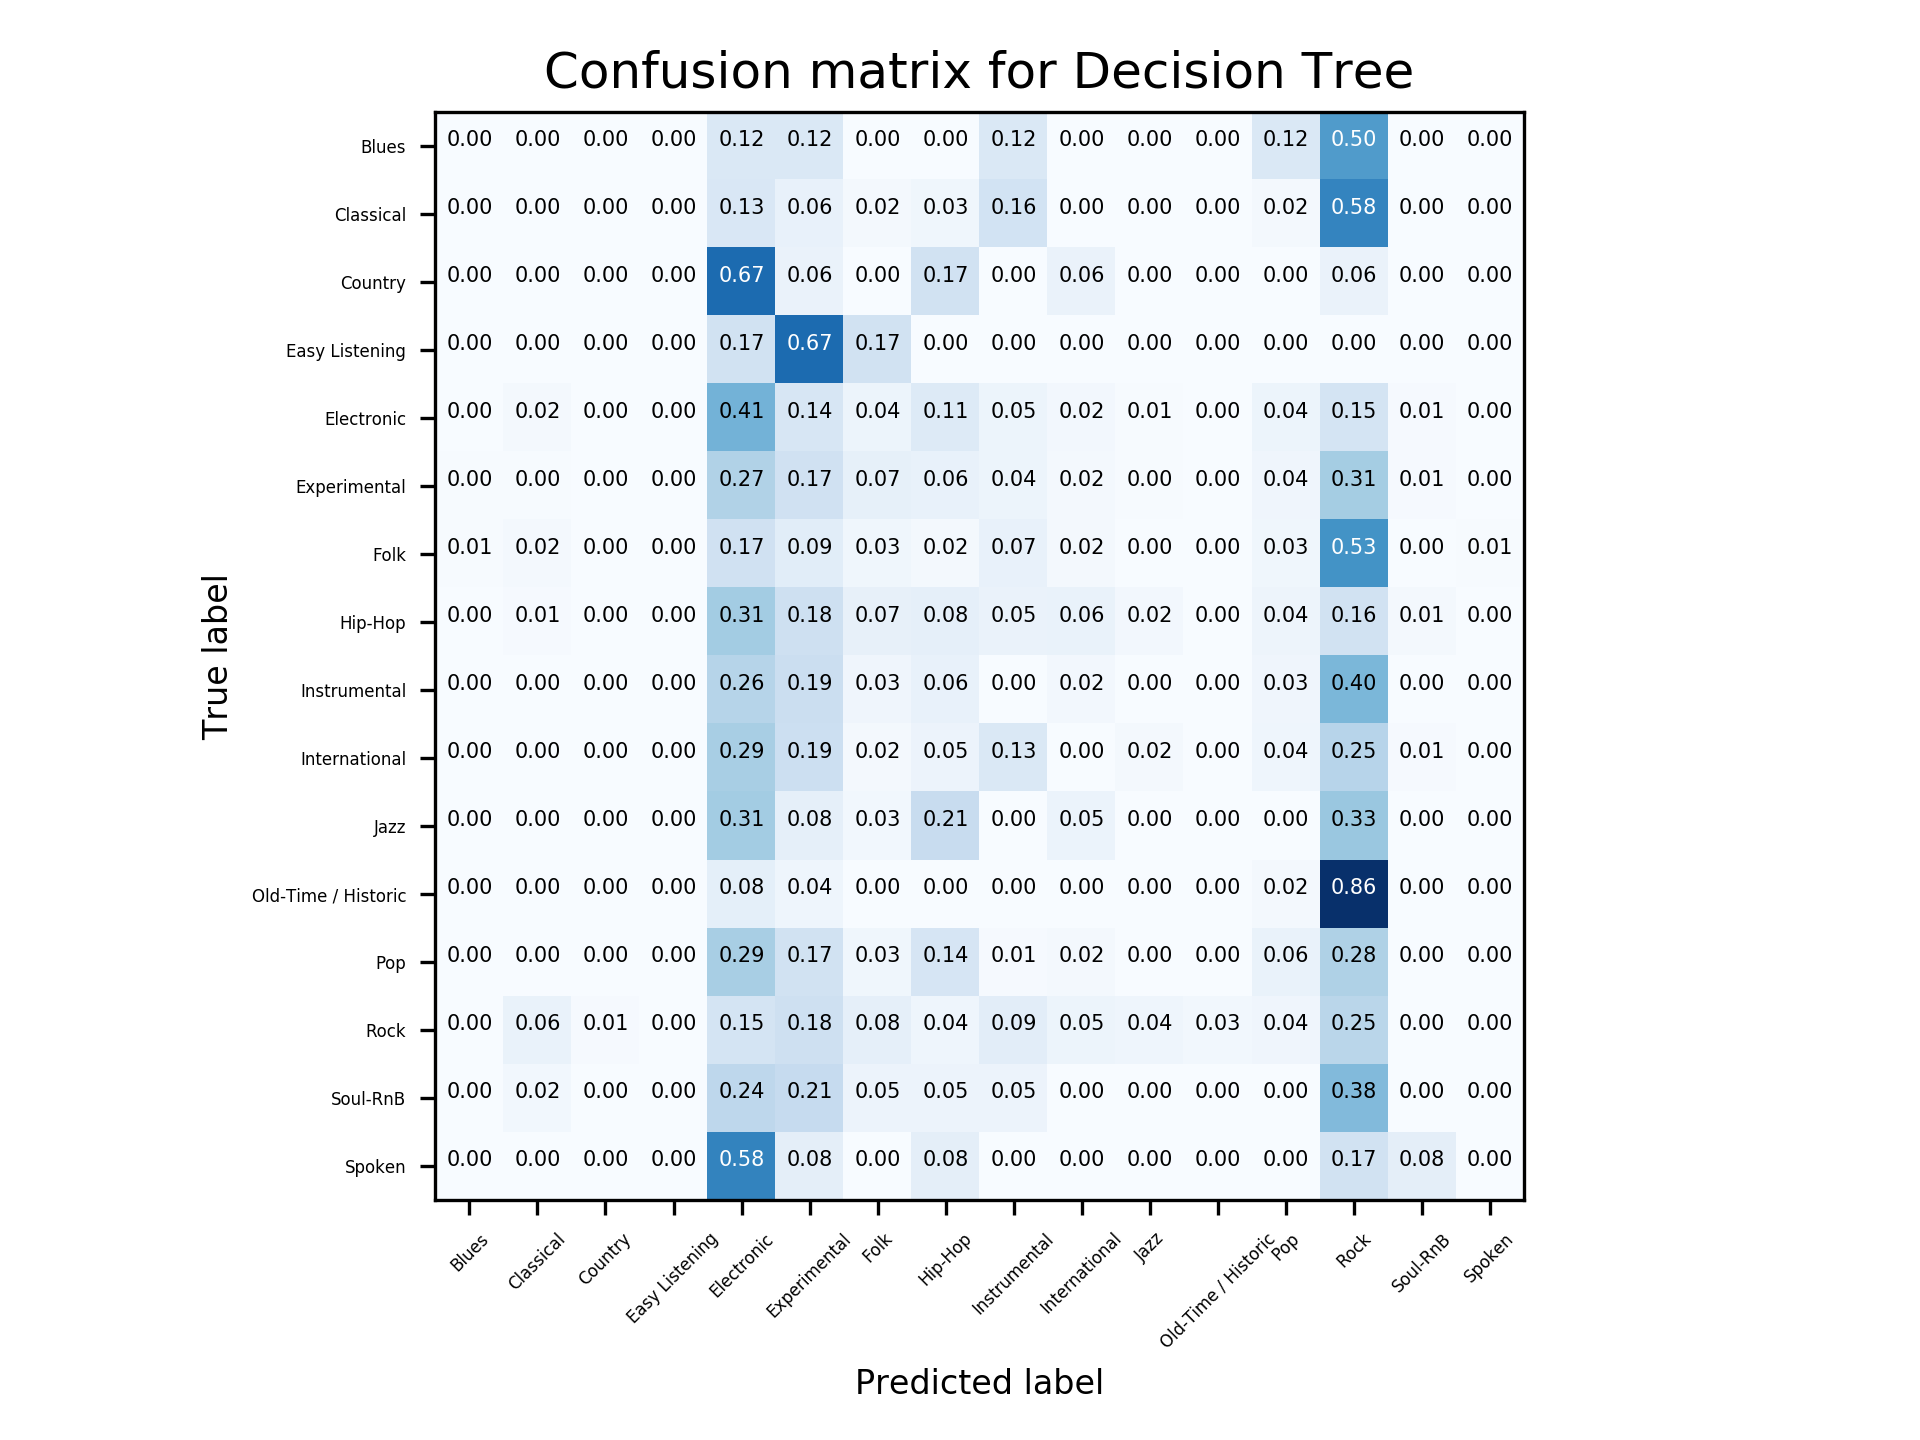 Confusion matrix for Decision Tree
True label
Blues 0.00 0.00 0.00 0.00 0.12 0.12 0.00 0.00 0.12 0.00 0.00 0.00 0.12 0.50 0.00 0.00
Classical 0.00 0.00 0.00 0.00 0.13 0.06 0.02 0.03 0.16 0.00 0.00 0.00 0.02 0.58 0.00 0.00
Country 0.00 0.00 0.00 0.00 0.67 0.06 0.00 0.17 0.00 0.06 0.00 0.00 0.00 0.06 0.00 0.00
Easy Listening 0.00 0.00 0.00 0.00 0.17 0.67 0.17 0.00 0.00 0.00 0.00 0.00 0.00 0.00 0.00 0.00
Electronic 0.00 0.02 0.00 0.00 0.41 0.14 0.04 0.11 0.05 0.02 0.01 0.00 0.04 0.15 0.01 0.00
Experimental 0.00 0.00 0.00 0.00 0.27 0.17 0.07 0.06 0.04 0.02 0.00 0.00 0.04 0.31 0.01 0.00
Folk 0.01 0.02 0.00 0.00 0.17 0.09 0.03 0.02 0.07 0.02 0.00 0.00 0.03 0.53 0.00 0.01
Hip-Hop 0.00 0.01 0.00 0.00 0.31 0.18 0.07 0.08 0.05 0.06 0.02 0.00 0.04 0.16 0.01 0.00
Instrumental 0.00 0.00 0.00 0.00 0.26 0.19 0.03 0.06 0.00 0.02 0.00 0.00 0.03 0.40 0.00 0.00
International 0.00 0.00 0.00 0.00 0.29 0.19 0.02 0.05 0.13 0.00 0.02 0.00 0.04 0.25 0.01 0.00
Jazz 0.00 0.00 0.00 0.00 0.31 0.08 0.03 0.21 0.00 0.05 0.00 0.00 0.00 0.33 0.00 0.00
Old-Time / Historic 0.00 0.00 0.00 0.00 0.08 0.04 0.00 0.00 0.00 0.00 0.00 0.00 0.02 0.86 0.00 0.00
Pop 0.00 0.00 0.00 0.00 0.29 0.17 0.03 0.14 0.01 0.02 0.00 0.00 0.06 0.28 0.00 0.00
Rock 0.00 0.06 0.01 0.00 0.15 0.18 0.08 0.04 0.09 0.05 0.04 0.03 0.04 0.25 0.00 0.00
Soul-RnB 0.00 0.02 0.00 0.00 0.24 0.21 0.05 0.05 0.05 0.00 0.00 0.00 0.00 0.38 0.00 0.00
Spoken 0.00 0.00 0.00 0.00 0.58 0.08 0.00 0.08 0.00 0.00 0.00 0.00 0.00 0.17 0.08 0.00
Blues Classical Country Easy Listening Electronic Experimental Folk Hip-Hop Instrumental International Jazz Old-Time / Historic Pop Rock Soul-RnB Spoken
Predicted label